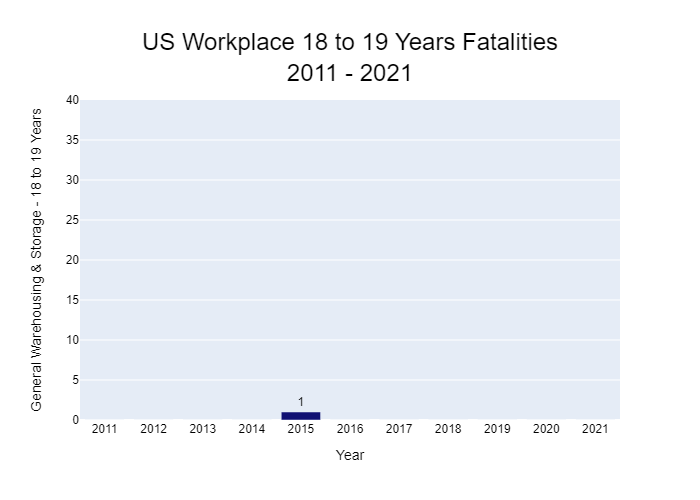 US Workplace 18 to 19 Years Fatalities
2011 - 2021
General Warehousing & Storage - 18 to 19 Years
40
35
30
25
20
15
10
5
0
1
2011 2012 2013 2014 2015 2016 2017 2018 2019 2020 2021
Year